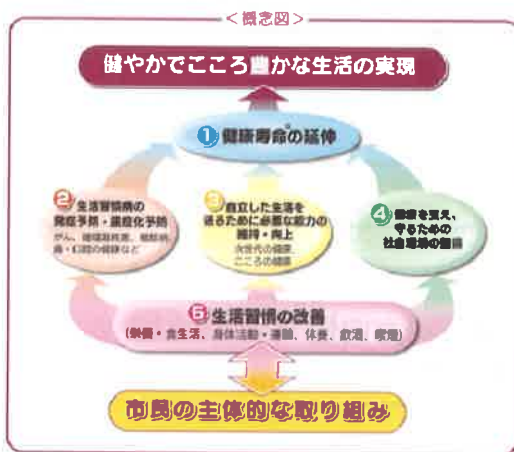 ＜概念図＞
健やかでこころ豊かな生活の実現
① 健康寿命※の延伸
② 生活習慣病の
発症予防・重症化予防
がん、循環器疾患、糖尿病、
歯・口腔の健康など
③ 自立した生活を
送るために必要な能力の
維持・向上
次世代の健康
こころの健康
④ 健康を支え、
守るための
社会環境の整備
⑤ 生活習慣の改善
(栄養・食生活、身体活動・運動、休養、飲酒、喫煙)
市民の主体的な取り組み